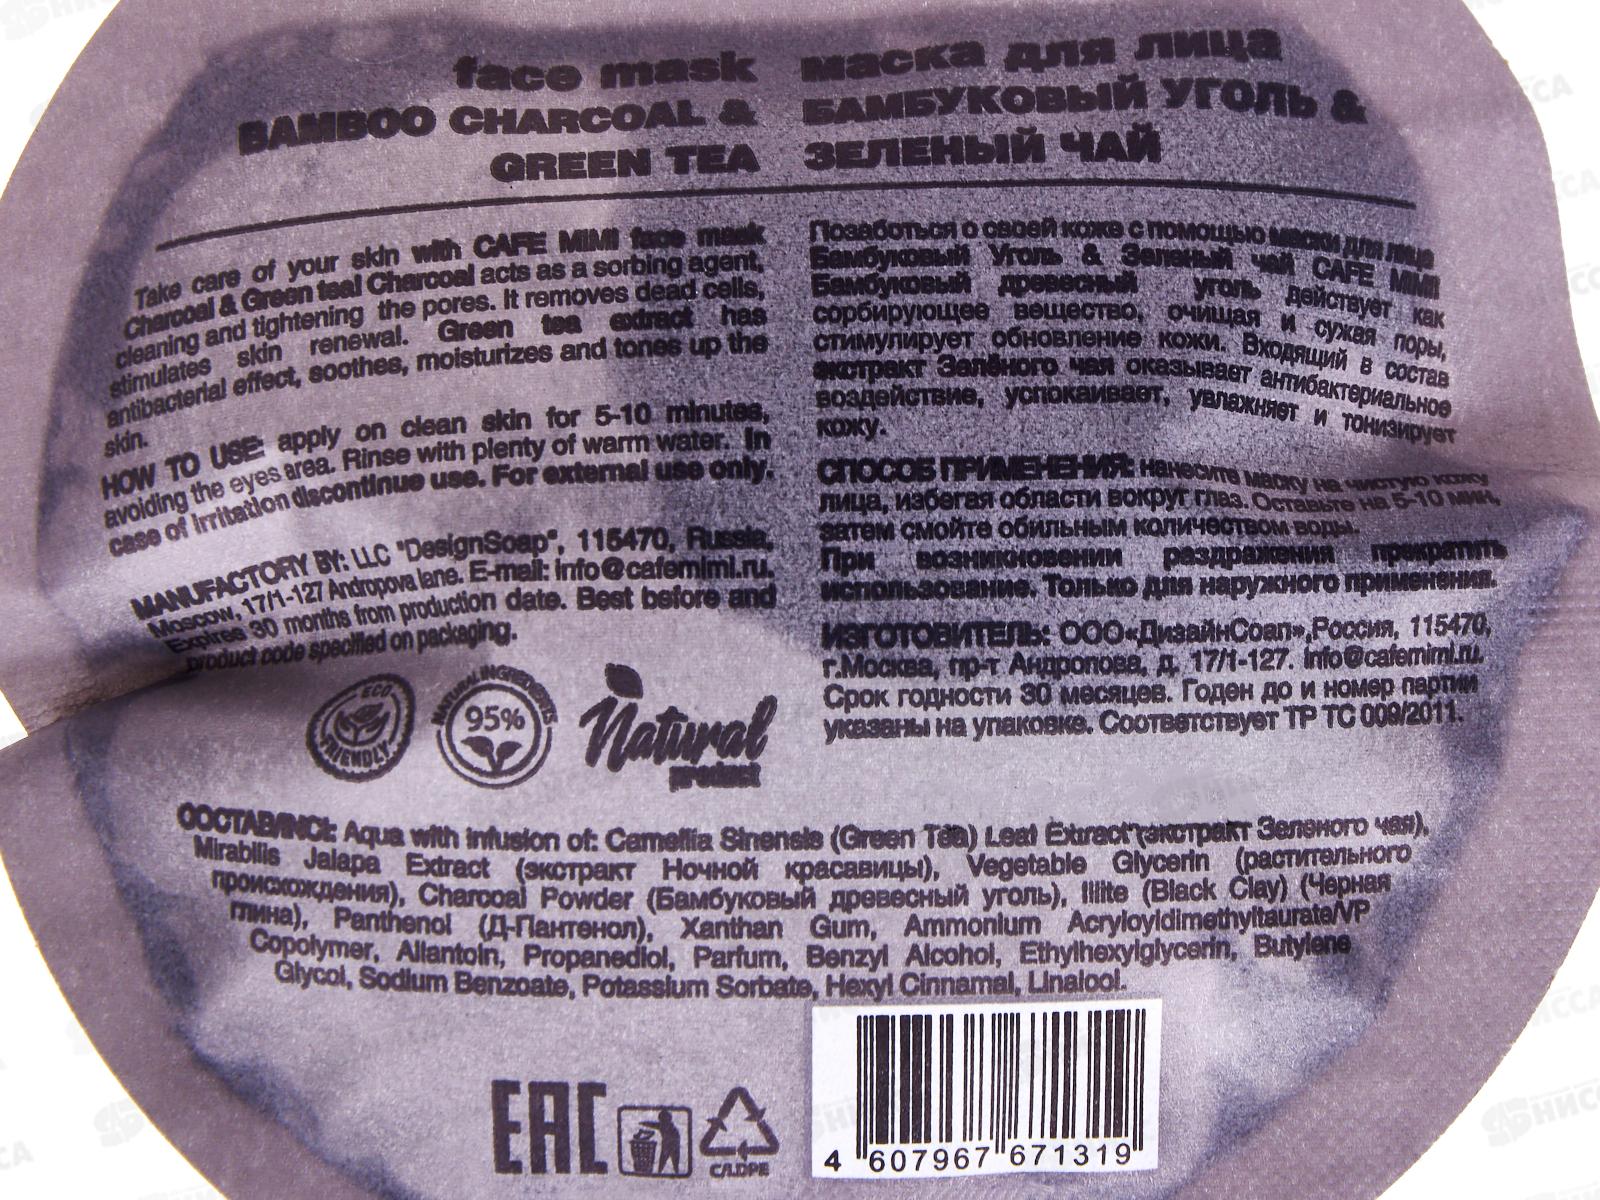 face mask
BAMBOO CHARCOAL &
GREEN TEA
маска для лица
БАМБУКОВЫЙ УГОЛЬ &
ЗЕЛЕНЫЙ ЧАЙ
Take care of your skin with CAFE MIMI face mask
Charcoal & Green tea! Charcoal acts as a sorbing agent,
cleaning and tightening the pores. It removes dead cells,
stimulates skin renewal. Green tea extract has
antibacterial effect, soothes, moisturizes and tones up the
skin.
HOW TO USE: apply on clean skin for 5-10 minutes,
avoiding the eyes area. Rinse with plenty of warm water. In
case of irritation discontinue use. For external use only.
MANUFACTORY BY: LLC "DesignSoap", 115470, Russia,
Moscow, 17/1-127 Andropova lane. E-mail: info@cafemimi.ru.
Expires 30 months from production date. Best before and
product code specified on packaging.
Позаботься о своей коже с помощью маски для лица
Бамбуковый Уголь & Зеленый чай CAFE MIMI
Бамбуковый древесный уголь действует как
сорбирующее вещество, очищая и сужая поры,
стимулирует обновление кожи. Входящий в состав
экстракт Зелёного чая оказывает антибактериальное
воздействие, успокаивает, увлажняет и тонизирует
кожу.
СПОСОБ ПРИМЕНЕНИЯ: нанесите маску на чистую кожу
лица, избегая области вокруг глаз. Оставьте на 5-10 мин,
затем смойте обильным количеством воды.
При возникновении раздражения прекратить
использование. Только для наружного применения.
ИЗГОТОВИТЕЛЬ: ООО«ДизайнСоап»,Россия, 115470,
г.Москва, пр-т Андропова, д. 17/1-127. info@cafemimi.ru.
Срок годности 30 месяцев. Годен до и номер партии
указаны на упаковке. Соответствует ТР ТС 009/2011.
ECO
FRIENDLY
NATURAL INGREDIENTS
95%
Natural
product
СОСТАВ/INCI: Aqua with infusion of: Camellia Sinensis (Green Tea) Leaf Extract (экстракт Зеленого чая),
Mirabilis Jalapa Extract (экстракт Ночной красавицы), Vegetable Glycerin (растительного
происхождения), Charcoal Powder (Бамбуковый древесный уголь), Illite (Black Clay) (Черная
глина), Panthenol (Д-Пантенол), Xanthan Gum, Ammonium Acryloyldimethyltaurate/VP
Copolymer, Allantoin, Propanediol, Parfum, Benzyl Alcohol, Ethylhexylglycerin, Butylene
Glycol, Sodium Benzoate, Potassium Sorbate, Hexyl Cinnamal, Linalool.
EAC
C/LDPE
4 607967 671319